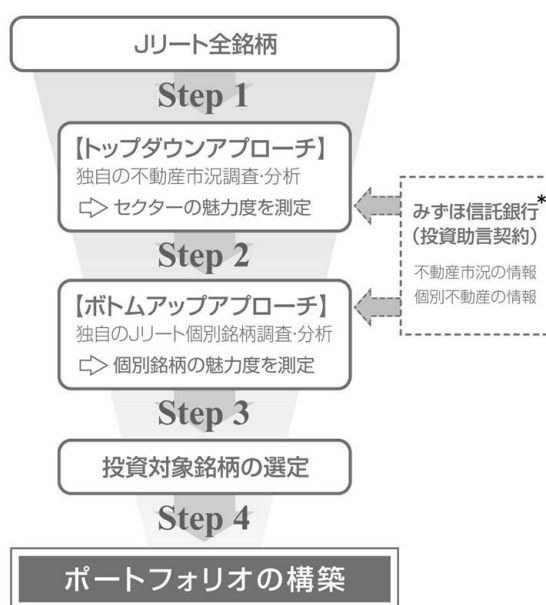 Jリート全銘柄
Step 1
【トップダウンアプローチ】
独自の不動産市況調査・分析
⇨ セクターの魅力度を測定
みずほ信託銀行*
(投資助言契約)
不動産市況の情報
個別不動産の情報
Step 2
【ボトムアップアプローチ】
独自のJリート個別銘柄調査・分析
⇨ 個別銘柄の魅力度を測定
Step 3
投資対象銘柄の選定
Step 4
ポートフォリオの構築